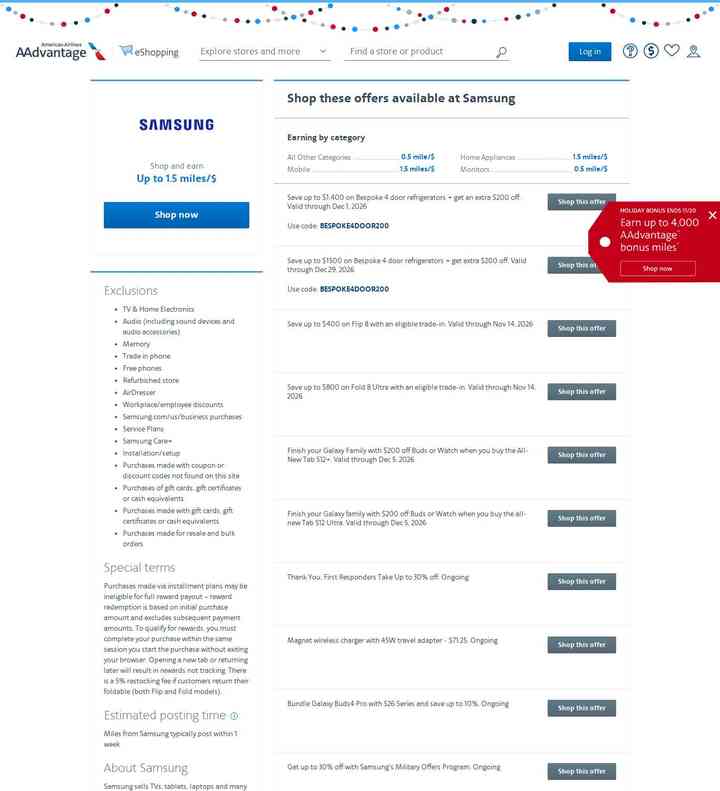 American Airlines
AAdvantage
eShopping
Explore stores and more
Find a store or product
Log in
SAMSUNG
Shop and earn
Up to 1.5 miles/$
Shop now
Exclusions
• TV & Home Electronics
• Audio (including sound devices and
audio accessories)
• Memory
• Trade in phone
• Free phones
• Refurbished store
• AirDresser
• Workplace/employee discounts
• Samsung.com/us/business purchases
• Service Plans
• Samsung Care+
• Installation/setup
• Purchases made with coupon or
discount codes not found on this site
• Purchases of gift cards, gift certificates
or cash equivalents
• Purchases made with gift cards, gift
certificates or cash equivalents
• Purchases made for resale and bulk
orders
Special terms
Purchases made via installment plans may be
ineligible for full reward payout – reward
redemption is based on initial purchase
amount and excludes subsequent payment
amounts. To qualify for rewards, you must
complete your purchase within the same
session you start the purchase without exiting
your browser. Opening a new tab or returning
later will result in rewards not tracking. There
is a 5% restocking fee if customers return their
foldable (both Flip and Fold models).
Estimated posting time
Miles from Samsung typically post within 1
week
About Samsung
Samsung sells TVs, tablets, laptops and many
Shop these offers available at Samsung
Earning by category
All Other Categories 0.5 mile/$
Home Appliances 1.5 miles/$
Mobile 1.5 miles/$
Monitors 0.5 mile/$
Save up to $1,400 on Bespoke 4 door refrigerators + get an extra $200 off.
Valid through Dec 1, 2026
Use code: BESPOKE4DOOR200
Shop this offer
Save up to $1500 on Bespoke 4 door refrigerators + get extra $200 off. Valid
through Dec 29, 2026
Use code: BESPOKE4DOOR200
Shop this
Save up to $400 on Flip 8 with an eligible trade-in. Valid through Nov 14, 2026
Shop this offer
Save up to $800 on Fold 8 Ultra with an eligible trade-in. Valid through Nov 14,
2026
Shop this offer
Finish your Galaxy Family with $200 off Buds or Watch when you buy the All-
New Tab S12+. Valid through Dec 5, 2026
Shop this offer
Finish your Galaxy family with $200 off Buds or Watch when you buy the all-
new Tab S12 Ultra. Valid through Dec 5, 2026
Shop this offer
Thank You, First Responders Take Up to 30% off. Ongoing
Shop this offer
Magnet wireless charger with 45W travel adapter - $71.25. Ongoing
Shop this offer
Bundle Galaxy Buds4 Pro with S26 Series and save up to 10%. Ongoing
Shop this offer
Get up to 30% off with Samsung's Military Offers Program. Ongoing
Shop this offer
HOLIDAY BONUS ENDS 11/20
Earn up to 4,000
AAdvantage®
bonus miles*
Shop now